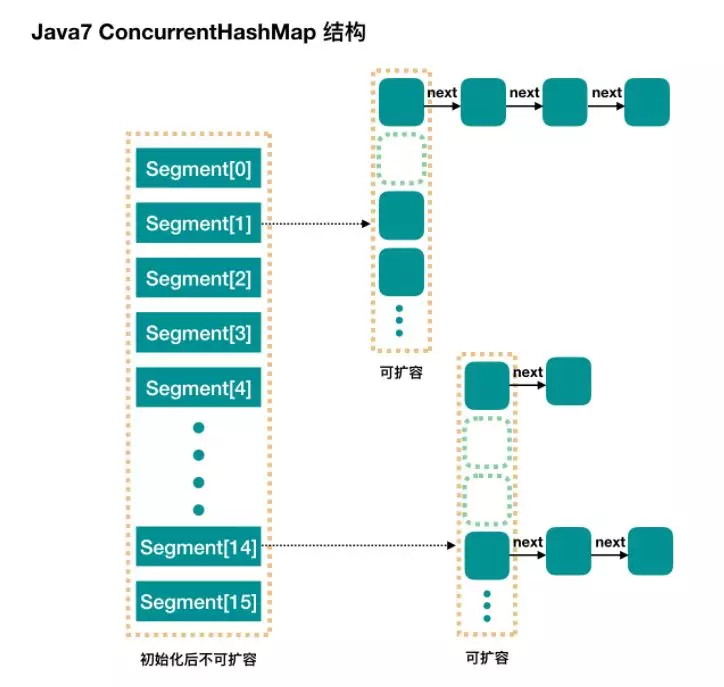 Java7 ConcurrentHashMap 结构
next next next
Segment[0]
Segment[1]
Segment[2]
Segment[3]
Segment[4]
可扩容
next
Segment[14]
next next
Segment[15]
初始化后不可扩容
可扩容